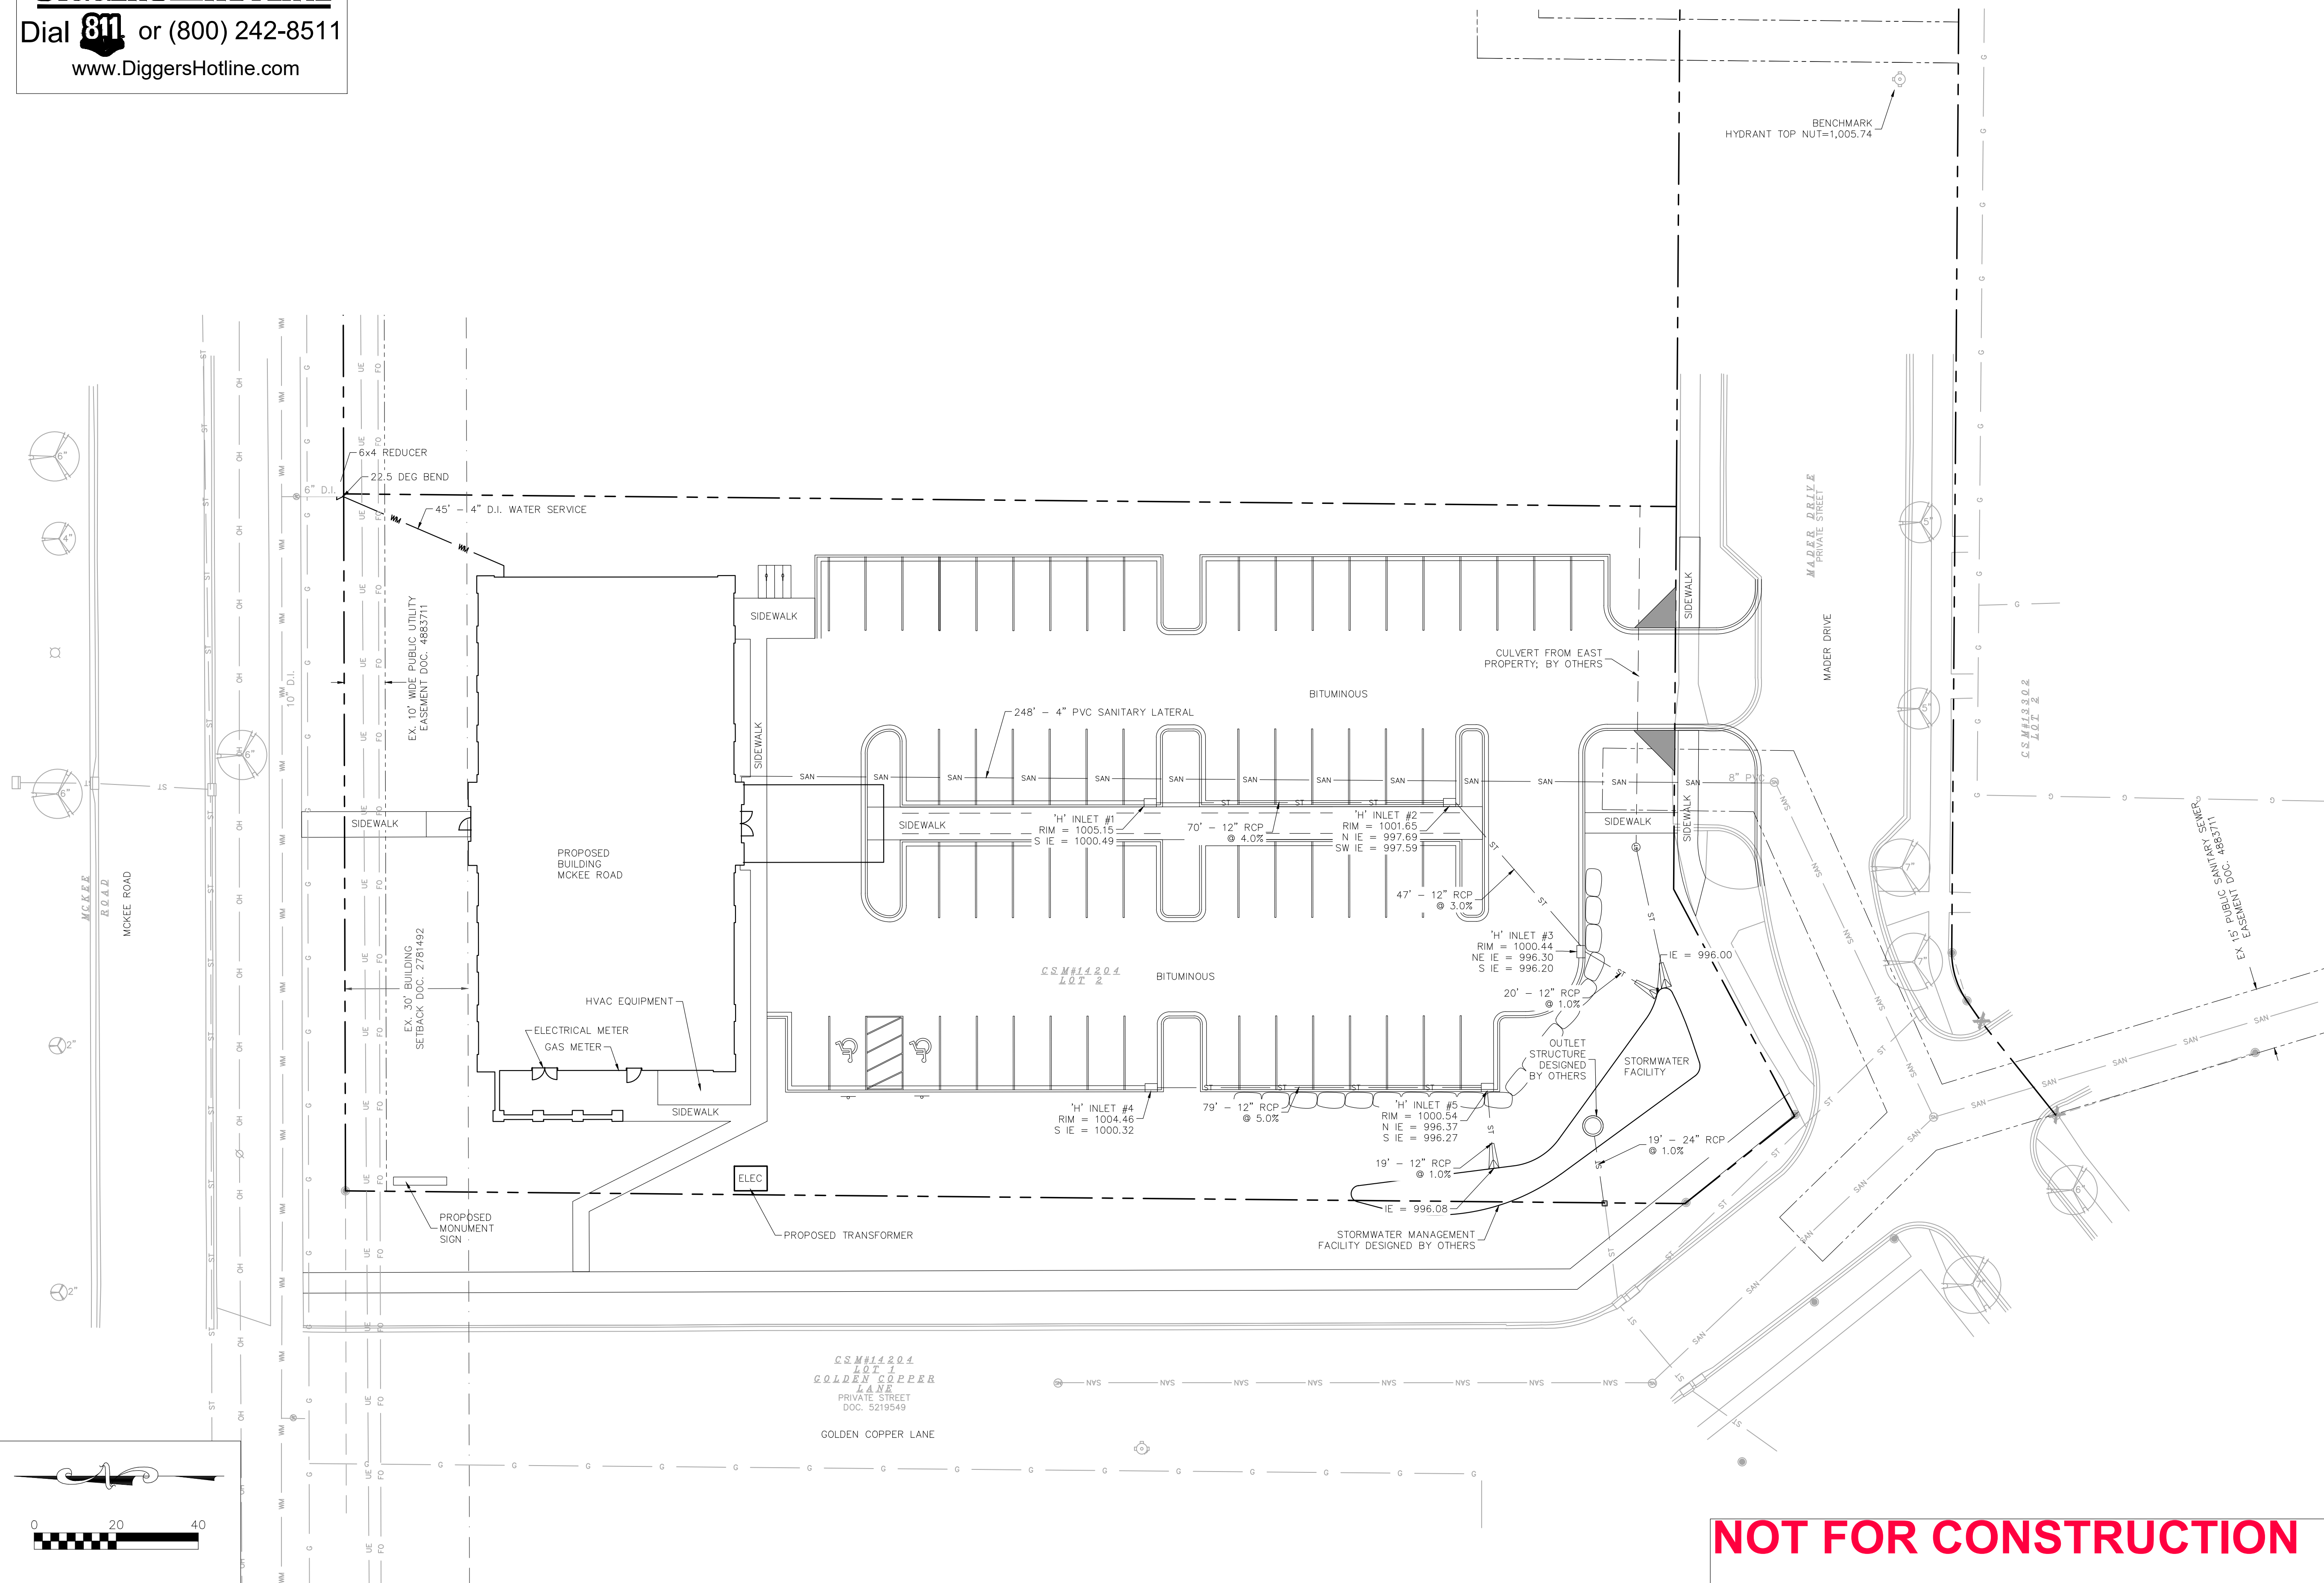 Dial 811 or (800) 242-8511
www.DiggersHotline.com
BENCHMARK
HYDRANT TOP NUT=1,005.74
6x4 REDUCER
22.5 DEG BEND
6" D.I.
45' - 4" D.I. WATER SERVICE
10" D.I.
EX. 10' WIDE PUBLIC UTILITY
EASEMENT DOC. 4883711
EX. 30' BUILDING
SETBACK DOC. 2781492
MCKEE
ROAD
MCKEE ROAD
SIDEWALK
PROPOSED
BUILDING
MCKEE ROAD
SIDEWALK
SIDEWALK
SIDEWALK
248' - 4" PVC SANITARY LATERAL
BITUMINOUS
CULVERT FROM EAST
PROPERTY; BY OTHERS
SIDEWALK
MADER DRIVE
PRIVATE STREET
MADER DRIVE
CSM#13302
LOT 2
8" PVC
SIDEWALK
SIDEWALK
'H' INLET #1
RIM = 1005.15
S IE = 1000.49
70' - 12" RCP
@ 4.0%
'H' INLET #2
RIM = 1001.65
N IE = 997.69
SW IE = 997.59
47' - 12" RCP
@ 3.0%
'H' INLET #3
RIM = 1000.44
NE IE = 996.30
S IE = 996.20
IE = 996.00
20' - 12" RCP
@ 1.0%
EX. 15' PUBLIC SANITARY SEWER
EASEMENT DOC. 4883711
CSM#14204
LOT 2
BITUMINOUS
HVAC EQUIPMENT
ELECTRICAL METER
GAS METER
SIDEWALK
OUTLET
STRUCTURE
DESIGNED
BY OTHERS
STORMWATER
FACILITY
'H' INLET #4
RIM = 1004.46
S IE = 1000.32
79' - 12" RCP
@ 5.0%
'H' INLET #5
RIM = 1000.54
N IE = 996.37
S IE = 996.27
19' - 24" RCP
@ 1.0%
19' - 12" RCP
@ 1.0%
ELEC
IE = 996.08
PROPOSED
MONUMENT
SIGN
PROPOSED TRANSFORMER
STORMWATER MANAGEMENT
FACILITY DESIGNED BY OTHERS
CSM#14204
LOT 1
GOLDEN COPPER
LANE
PRIVATE STREET
DOC. 5219549
GOLDEN COPPER LANE
0 20 40
NOT FOR CONSTRUCTION